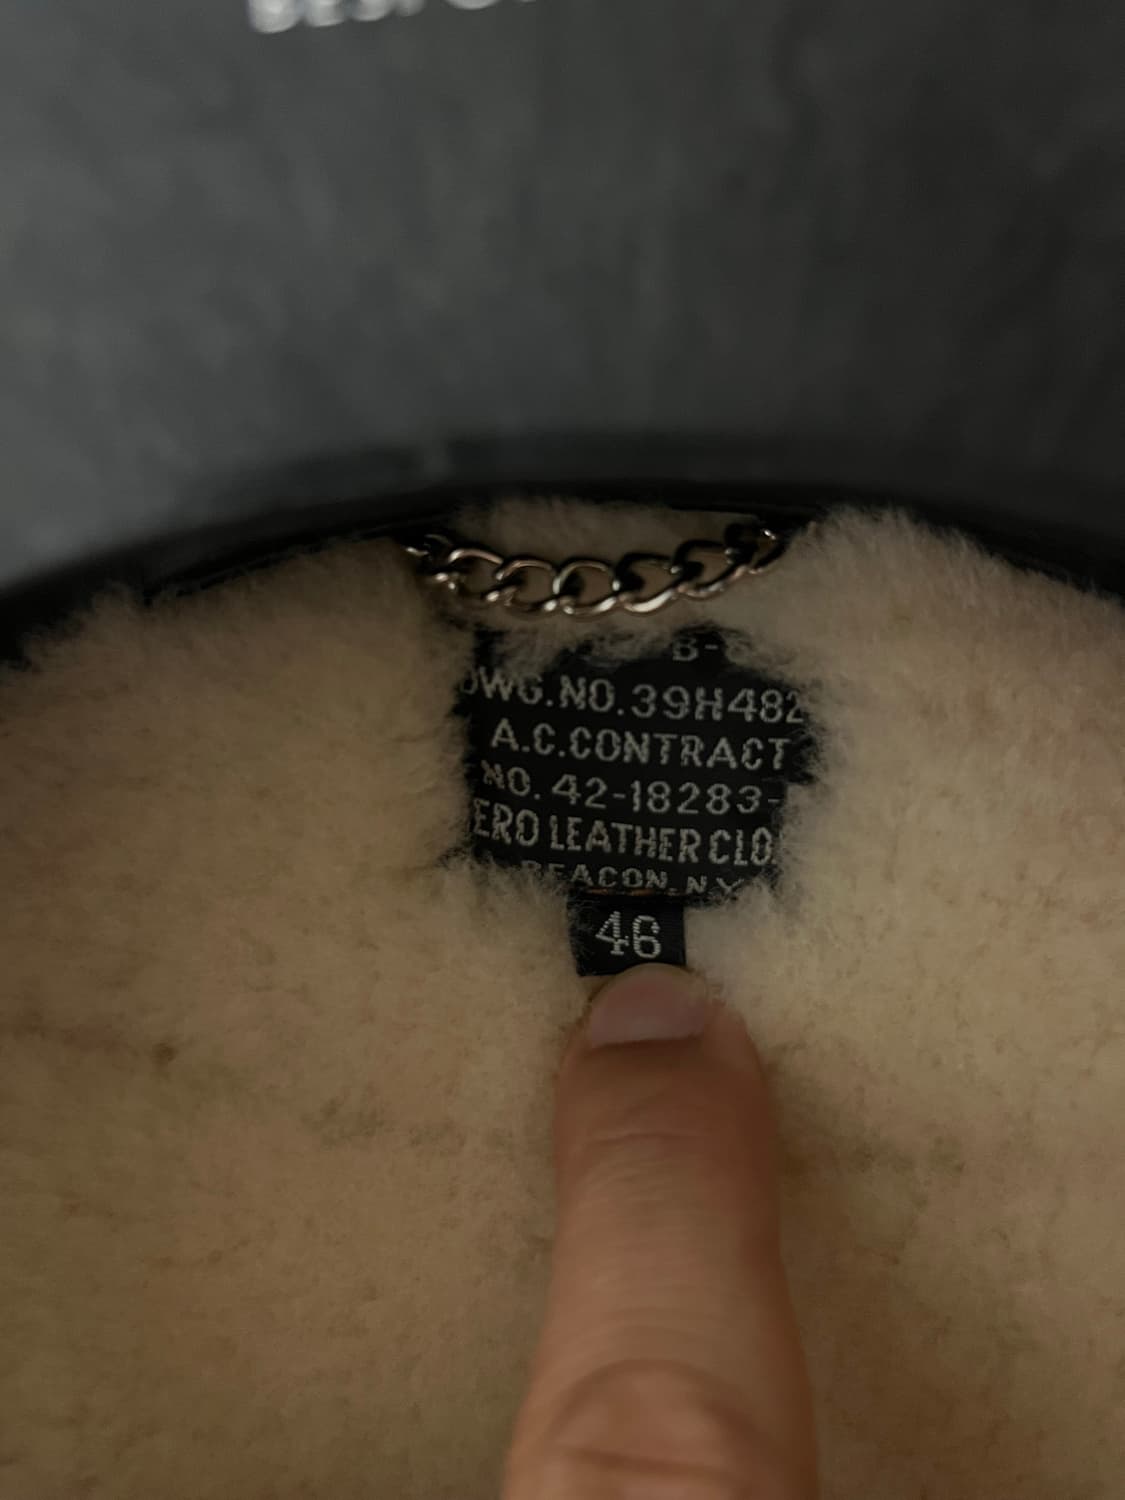 B-
DWG.NO.39H482
A.C.CONTRACT
NO. 42-18283-
ERO LEATHER CLO
BEACON, N.Y
46